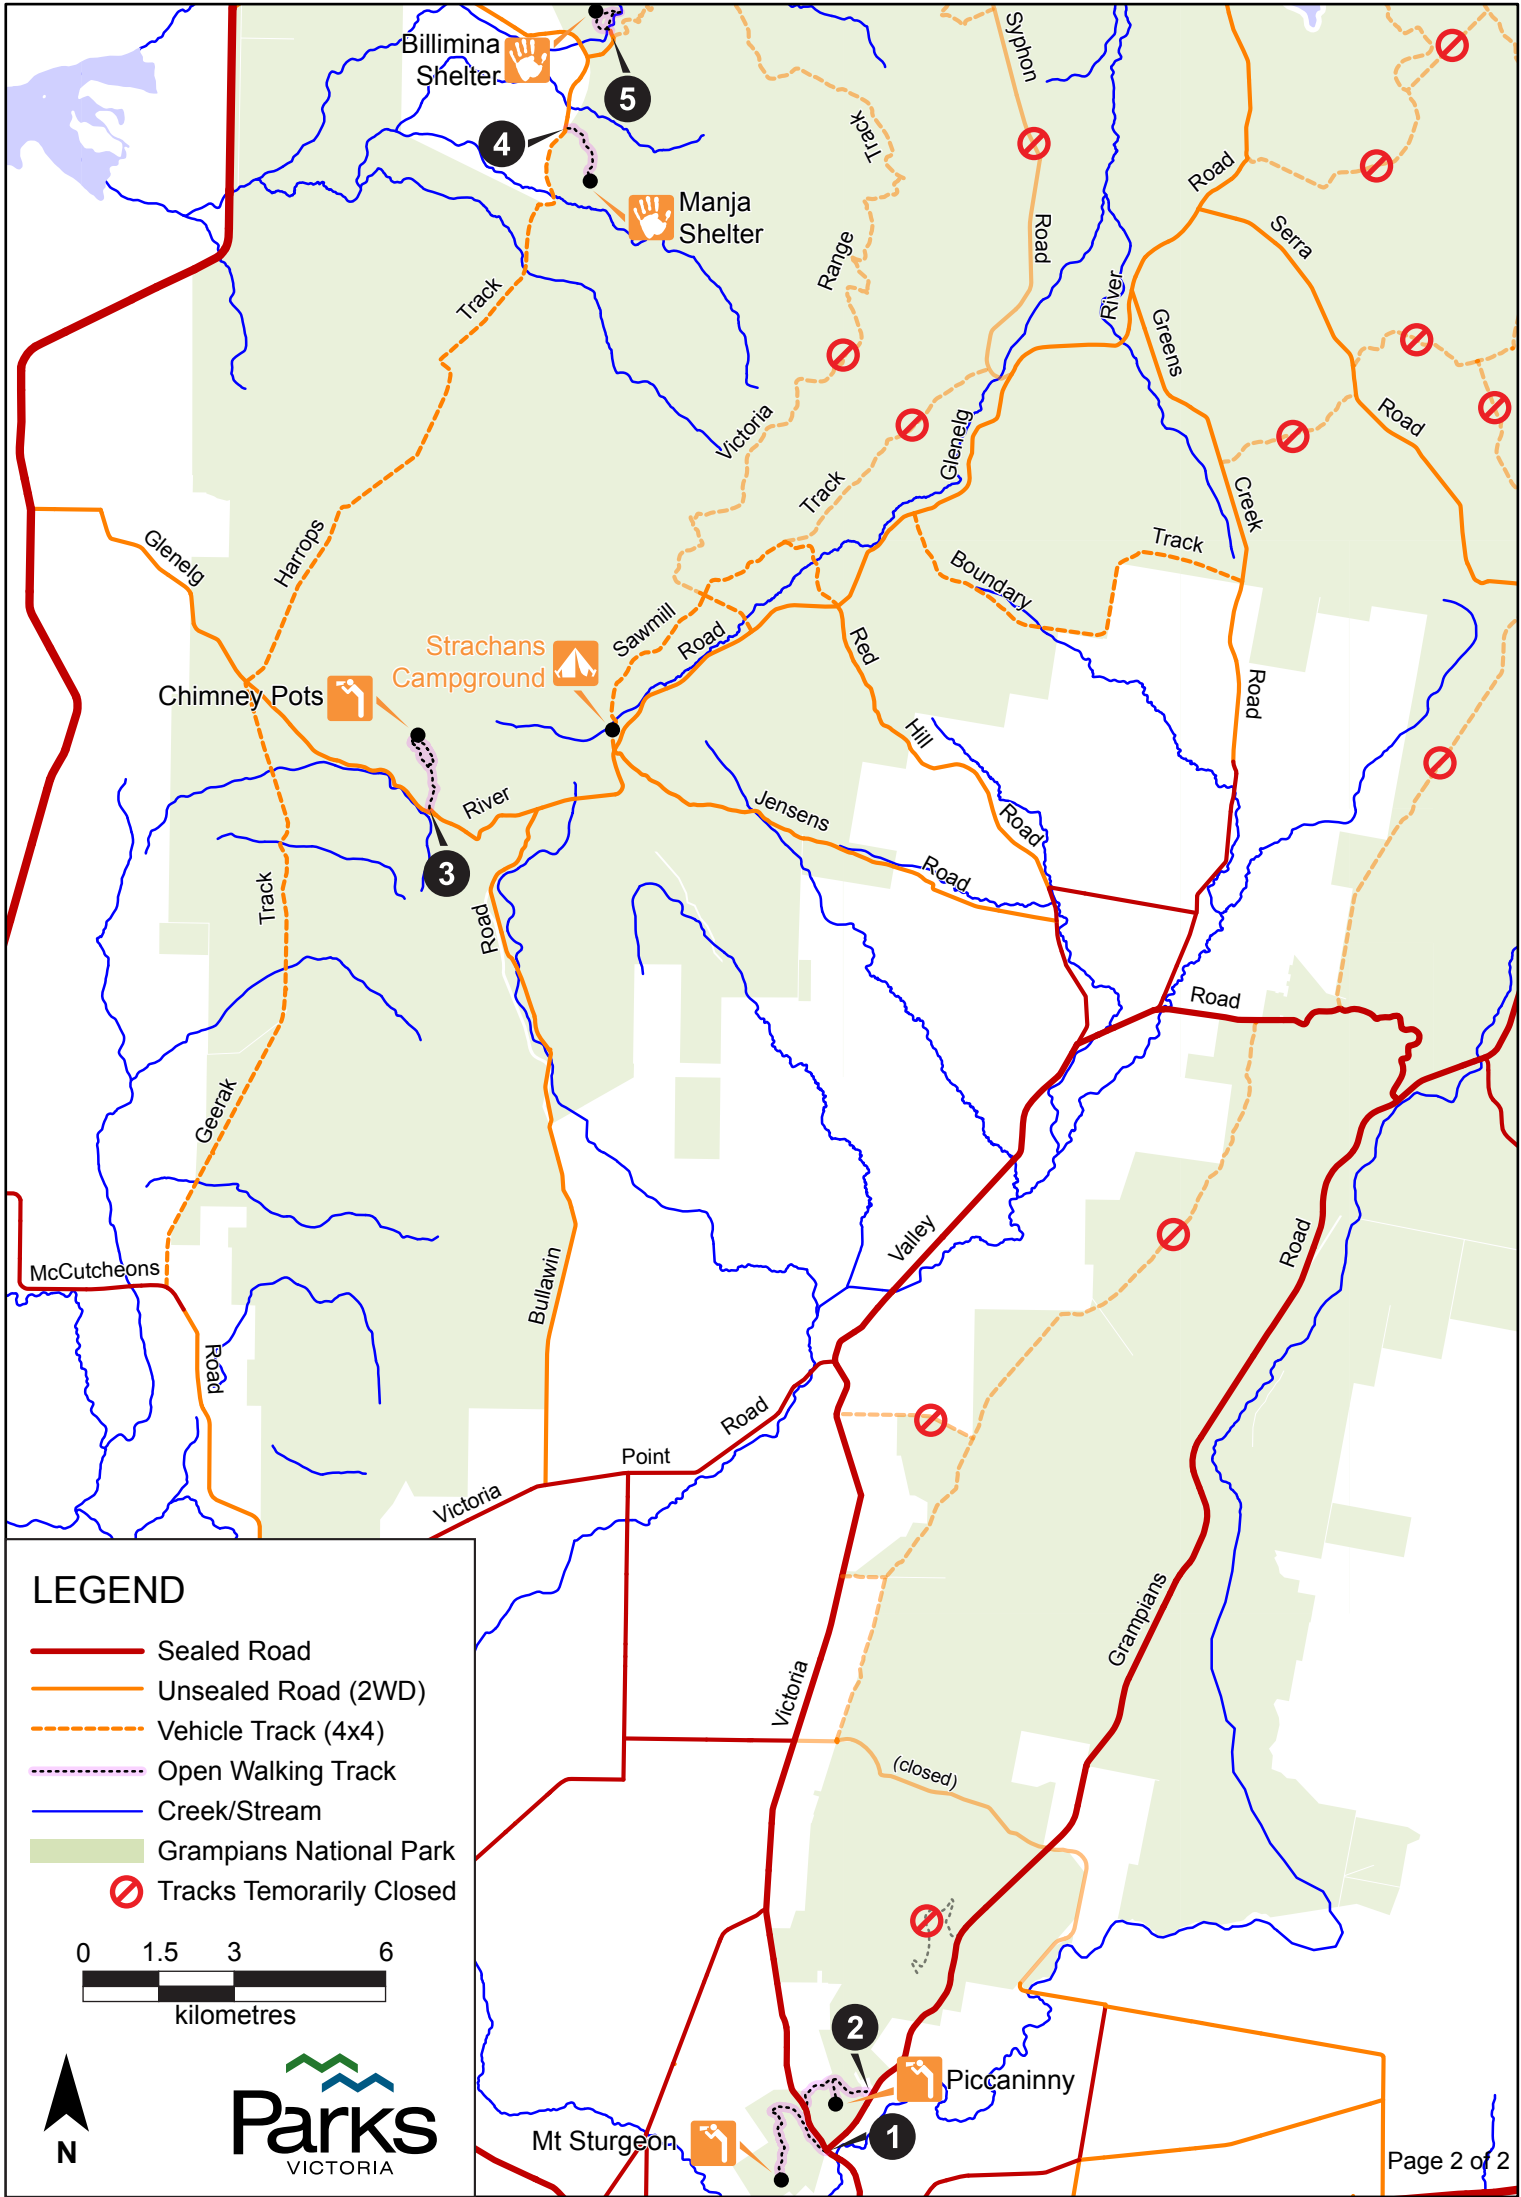 Billimina
Shelter
5
4
Manja
Shelter
Syphon
Road
Track
Range
Victoria
Road
Serra
Road
River
Greens
Creek
Road
Track
Harrops
Glenelg
Glenelg
Track
Boundary
Track
Sawmill
Road
Strachans
Campground
Chimney Pots
Red
Hill
Road
River
3
Jensens
Road
Track
Geerak
Road
Bullawin
Road
Valley
Road
McCutcheons
Road
Victoria
Point
Road
Victoria
Grampians
(closed)
2
Piccaninny
1
Mt Sturgeon
LEGEND
Sealed Road
Unsealed Road (2WD)
Vehicle Track (4x4)
Open Walking Track
Creek/Stream
Grampians National Park
Tracks Temorarily Closed
0 1.5 3 6
kilometres
N
Parks
VICTORIA
Page 2 of 2